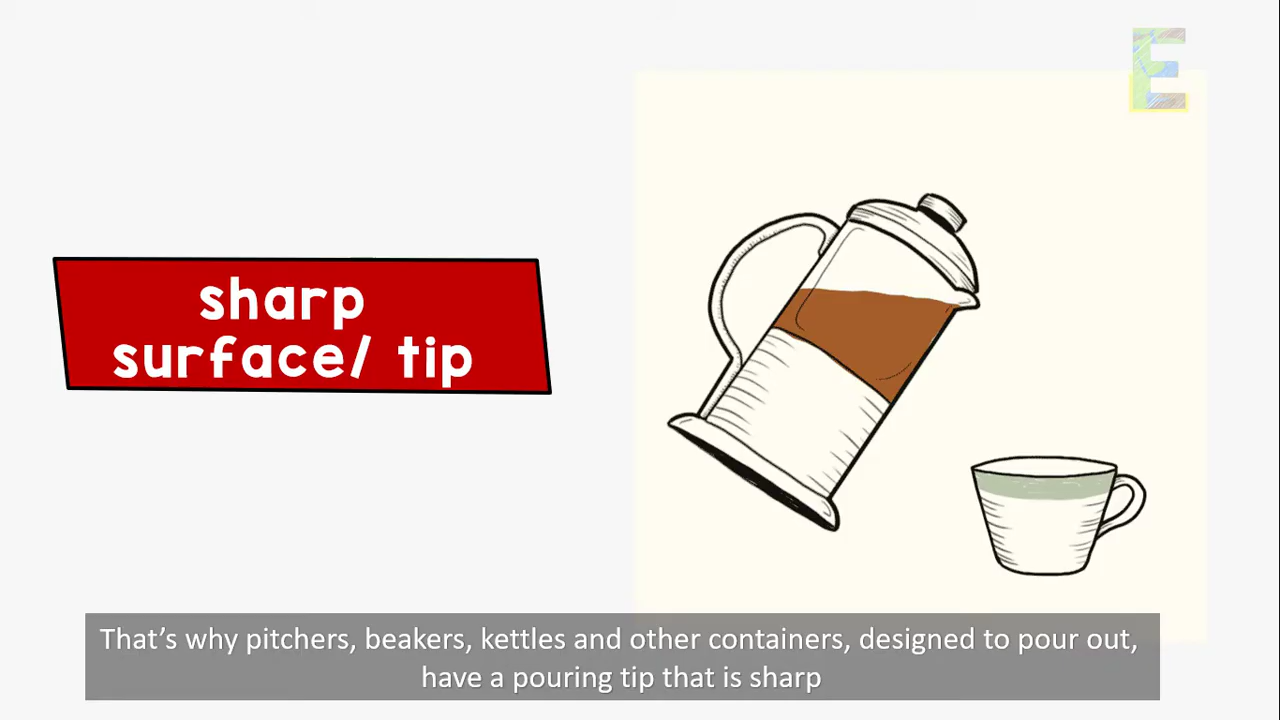 E
sharp
surface/ tip
That's why pitchers, beakers, kettles and other containers, designed to pour out,
have a pouring tip that is sharp